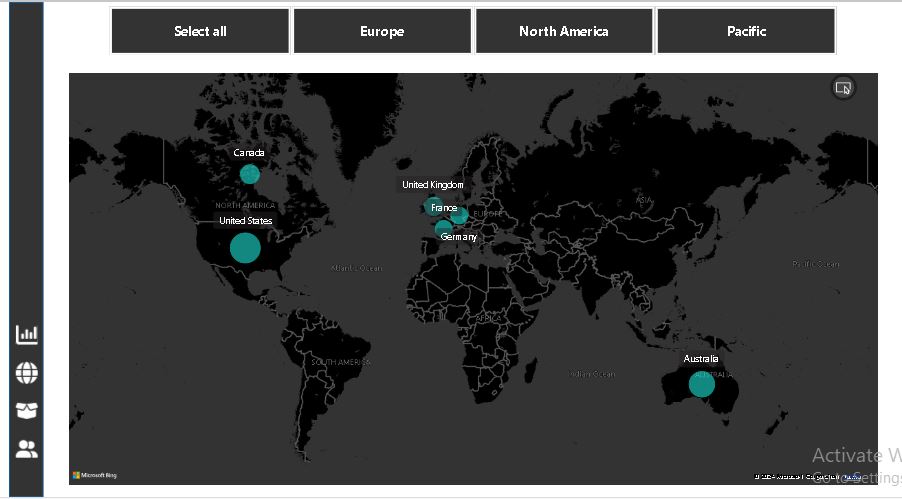 Select all
Europe
North America
Pacific
Canada
United Kingdom
NORTH AMERICA
France
EUROPE
ASIA
United States
Germany
Atlantic Ocean
Pacific Ocean
AFRICA
Australia
SOUTH AMERICA
Indian Ocean
AUSTRALIA
Activate W
Microsoft Bing
Go to Settings